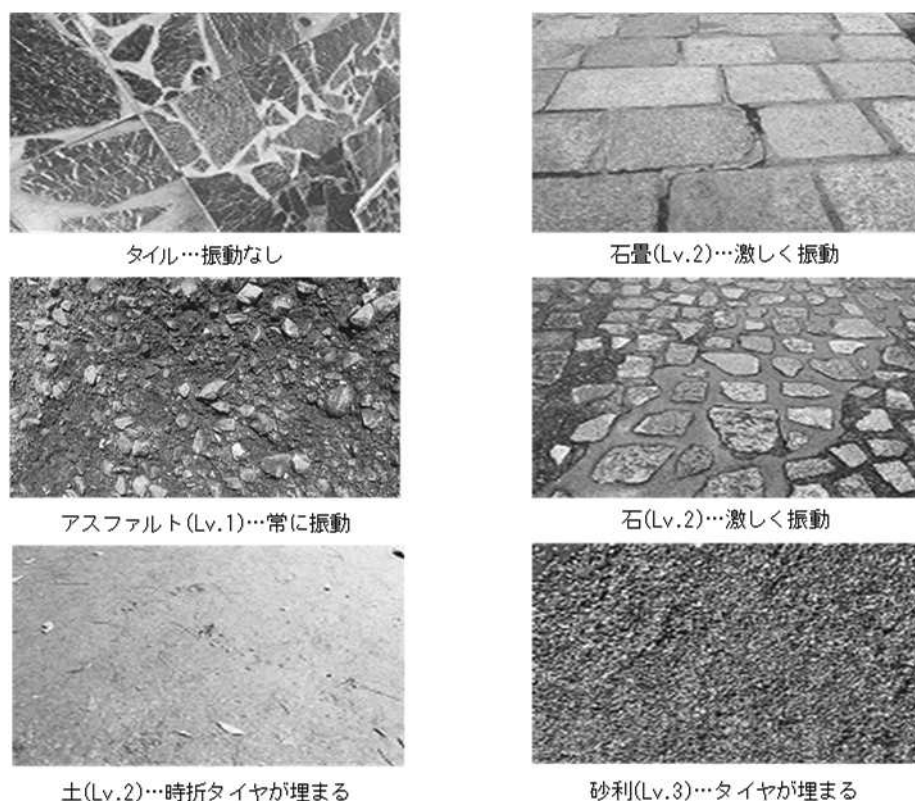 タイル…振動なし
石畳(Lv.2)…激しく振動
アスファルト(Lv.1)…常に振動
石(Lv.2)…激しく振動
土(Lv.2)…時折タイヤが埋まる
砂利(Lv.3)…タイヤが埋まる